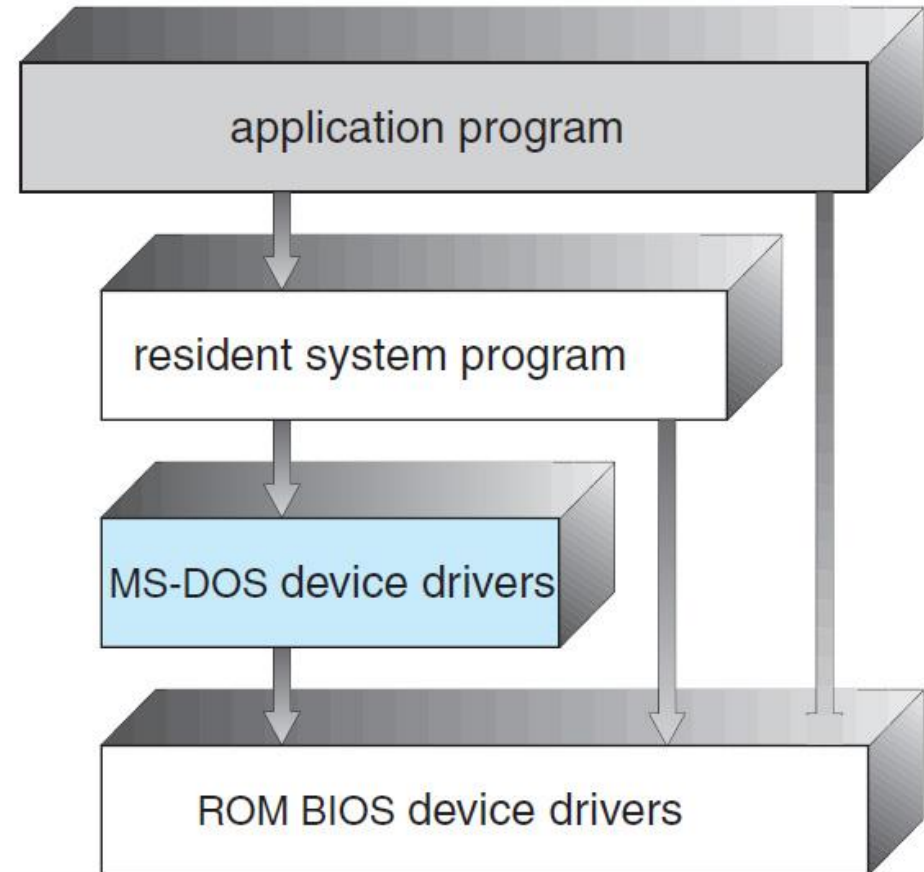 application program
resident system program
MS-DOS device drivers
ROM BIOS device drivers